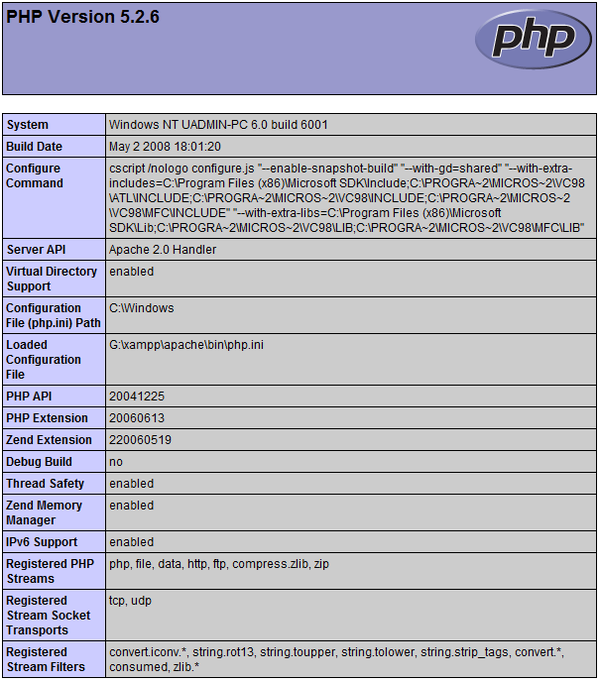 PHP Version 5.2.6
php
System Windows NT UADMIN-PC 6.0 build 6001
Build Date May 2 2008 18:01:20
Configure Command cscript /nologo configure.js "--enable-snapshot-build" "--with-gd=shared" "--with-extra-
includes=C:\Program Files (x86)\Microsoft SDK\Include;C:\PROGRA~2\MICROS~2\VC98
\ATL\INCLUDE;C:\PROGRA~2\MICROS~2\VC98\INCLUDE;C:\PROGRA~2\MICROS~2
\VC98\MFC\INCLUDE" "--with-extra-libs=C:\Program Files (x86)\Microsoft
SDK\Lib;C:\PROGRA~2\MICROS~2\VC98\LIB;C:\PROGRA~2\MICROS~2\VC98\MFC\LIB"
Server API Apache 2.0 Handler
Virtual Directory
Support enabled
Configuration
File (php.ini) Path C:\Windows
Loaded
Configuration
File G:\xampp\apache\bin\php.ini
PHP API 20041225
PHP Extension 20060613
Zend Extension 220060519
Debug Build no
Thread Safety enabled
Zend Memory
Manager enabled
IPv6 Support enabled
Registered PHP
Streams php, file, data, http, ftp, compress.zlib, zip
Registered
Stream Socket
Transports tcp, udp
Registered
Stream Filters convert.iconv.*, string.rot13, string.toupper, string.tolower, string.strip_tags, convert.*,
consumed, zlib.*